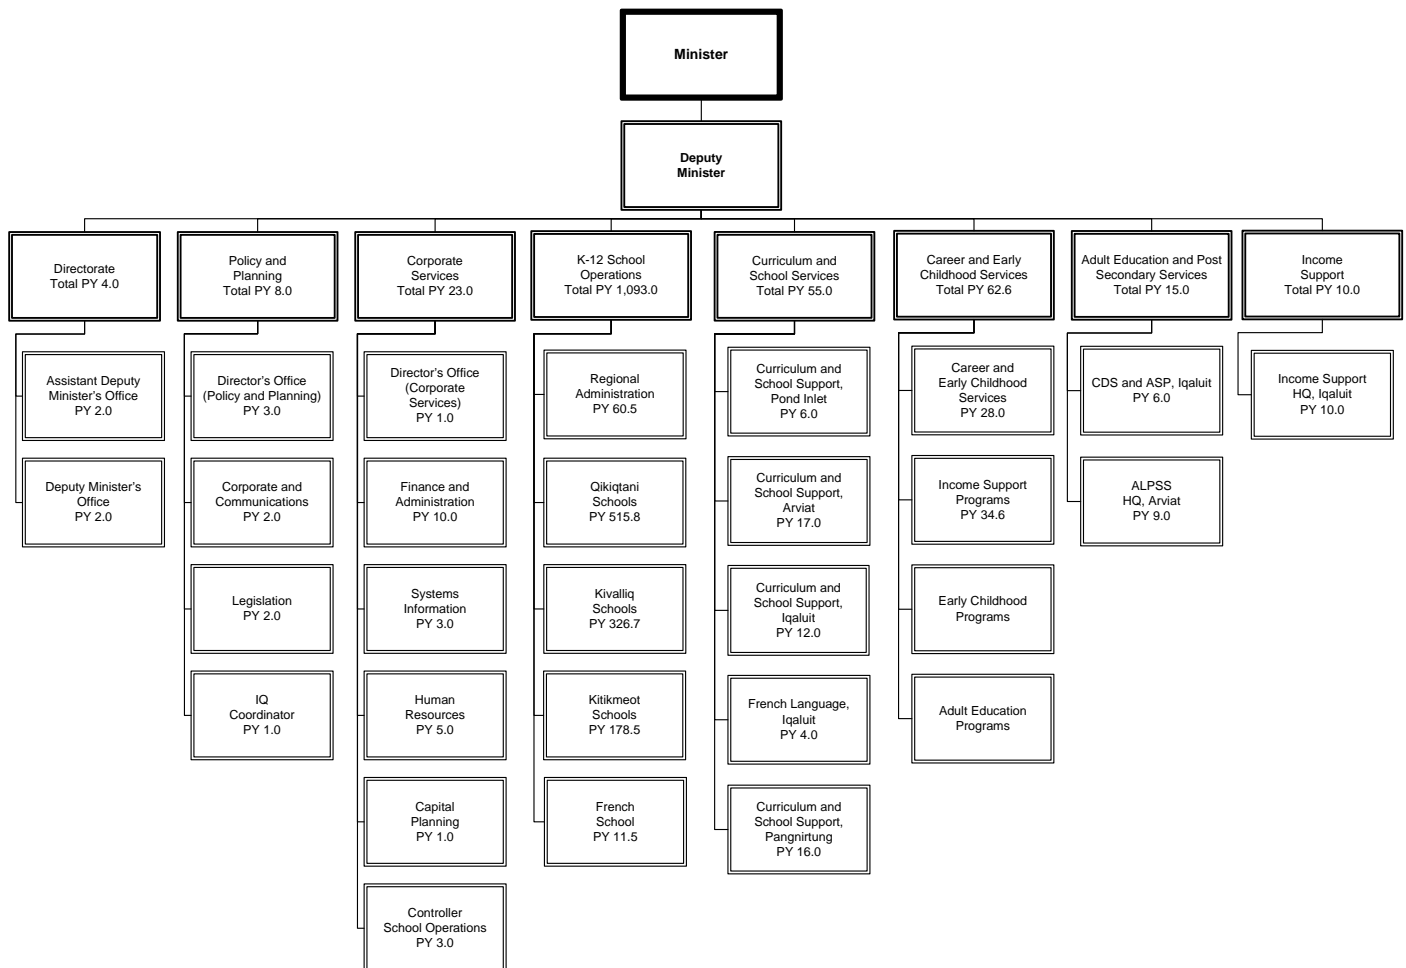 Minister
Deputy
Minister
Directorate
Total PY 4.0
Policy and
Planning
Total PY 8.0
Corporate
Services
Total PY 23.0
K-12 School
Operations
Total PY 1,093.0
Curriculum and
School Services
Total PY 55.0
Career and Early
Childhood Services
Total PY 62.6
Adult Education and Post
Secondary Services
Total PY 15.0
Income
Support
Total PY 10.0
Assistant Deputy
Minister's Office
PY 2.0
Deputy Minister's
Office
PY 2.0
Director's Office
(Policy and Planning)
PY 3.0
Corporate and
Communications
PY 2.0
Legislation
PY 2.0
IQ
Coordinator
PY 1.0
Director's Office
(Corporate
Services)
PY 1.0
Finance and
Administration
PY 10.0
Systems
Information
PY 3.0
Human
Resources
PY 5.0
Capital
Planning
PY 1.0
Controller
School Operations
PY 3.0
Regional
Administration
PY 60.5
Qikiqtani
Schools
PY 515.8
Kivalliq
Schools
PY 326.7
Kitikmeot
Schools
PY 178.5
French
School
PY 11.5
Curriculum and
School Support,
Pond Inlet
PY 6.0
Curriculum and
School Support,
Arviat
PY 17.0
Curriculum and
School Support,
Iqaluit
PY 12.0
French Language,
Iqaluit
PY 4.0
Curriculum and
School Support,
Pangnirtung
PY 16.0
Career and
Early Childhood
Services
PY 28.0
Income Support
Programs
PY 34.6
Early Childhood
Programs
Adult Education
Programs
CDS and ASP, Iqaluit
PY 6.0
ALPSS
HQ, Arviat
PY 9.0
Income Support
HQ, Iqaluit
PY 10.0